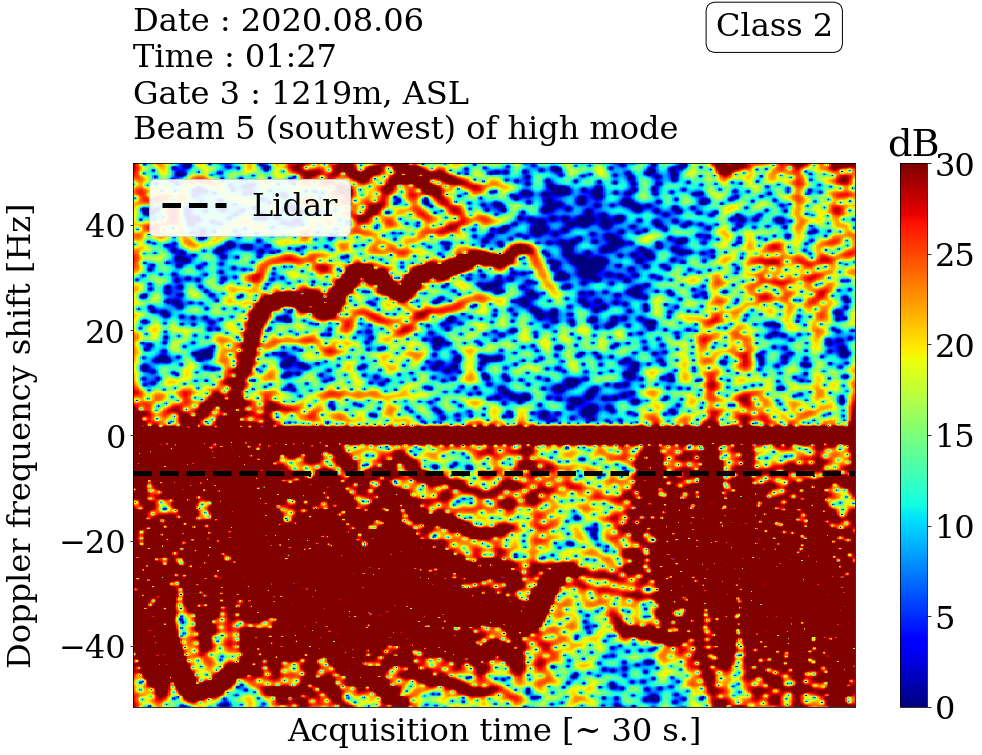 Date : 2020.08.06
Time : 01:27
Gate 3 : 1219m, ASL
Beam 5 (southwest) of high mode
Class 2
dB
Lidar
Doppler frequency shift [Hz]
40
20
0
−20
−40
Acquisition time [~ 30 s.]
30
25
20
15
10
5
0